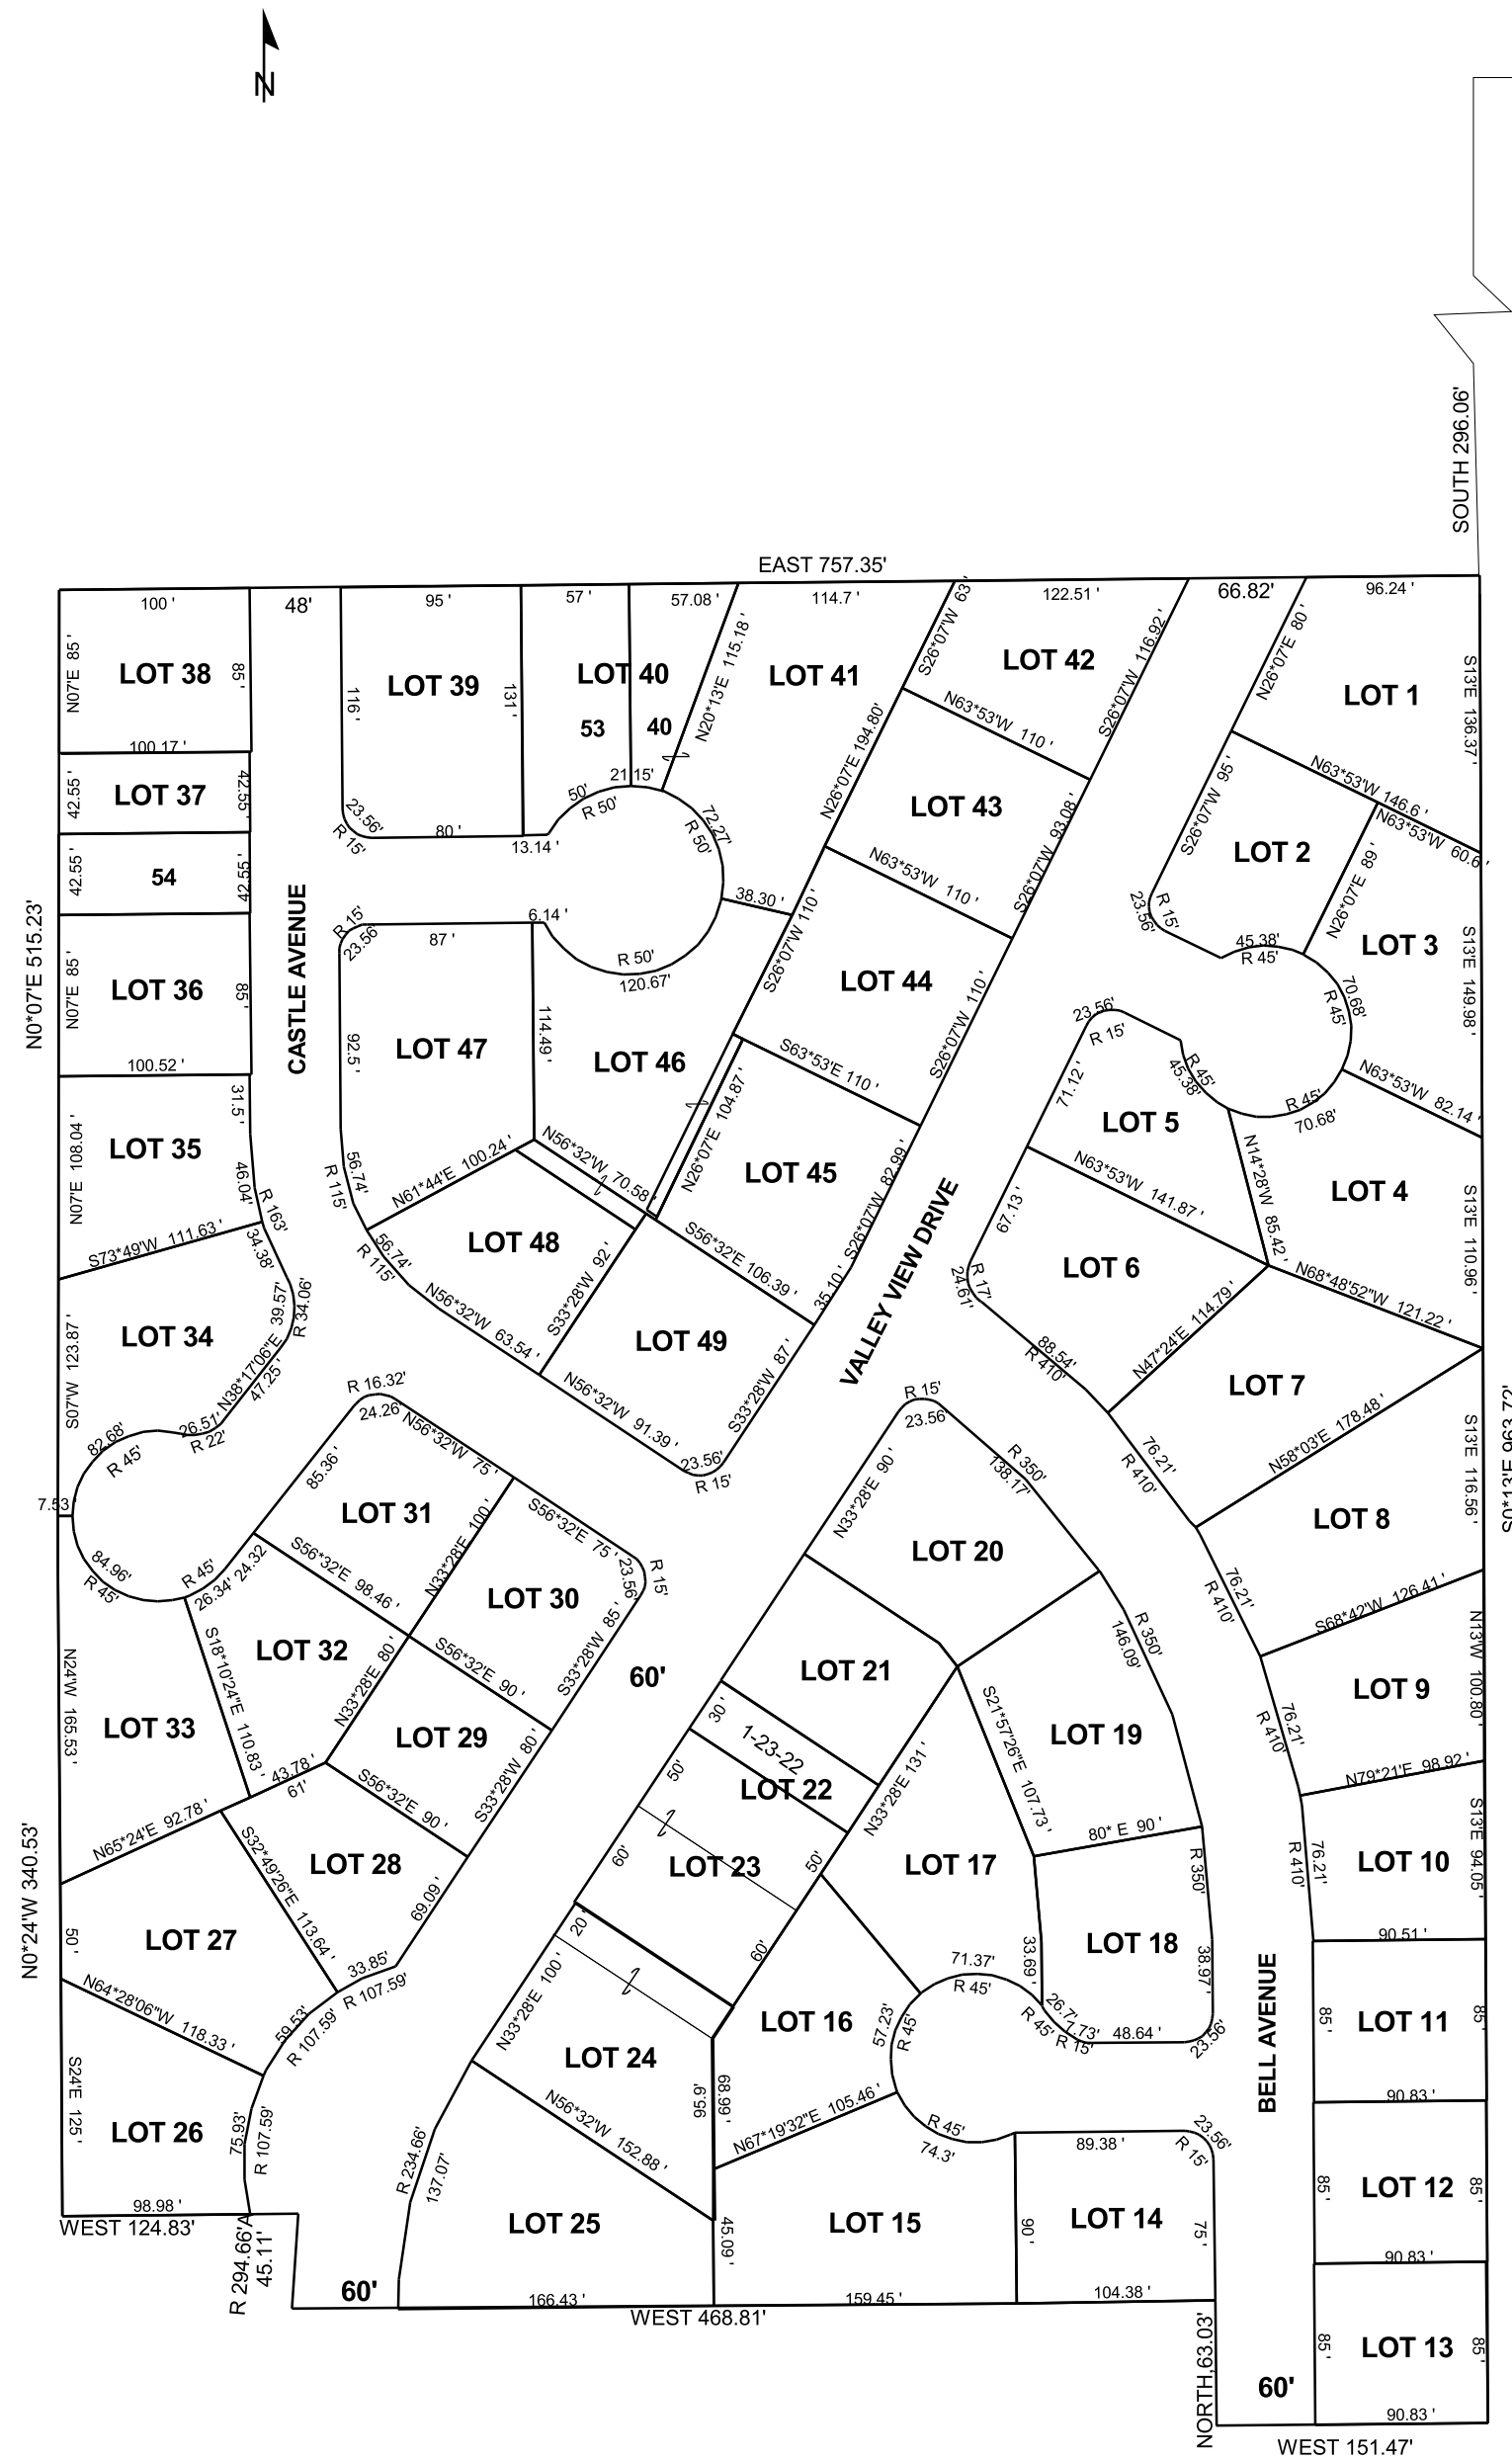 N
SOUTH 296.06'
EAST 757.35'
100 '
48'
95 '
57 '
57.08 '
114.7 '
122.51 '
66.82'
96.24 '
N07'E 85 '
LOT 38
85 '
116 '
LOT 39
131 '
LOT 40
53
40
N20*13'E 115.18 '
LOT 41
S26*07'W 63 '
LOT 42
S26*07'W 116.92 '
N26*07'E 80 '
LOT 1
S13'E 136.37 '
100.17 '
42.55 '
LOT 37
42.55 '
23.56'
R 15'
80 '
13.14 '
50'
R 50'
21.15'
72.27'
R 50'
N26*07'E 194.80'
N63*53'W 110 '
LOT 43
S26*07'W 93.08 '
S26*07'W 95 '
N63*53'W 146.6 '
N63*53'W 60.6 '
LOT 2
N26*07'E 89 '
42.55 '
54
42.55 '
CASTLE AVENUE
N0*07'E 515.23'
R 15'
23.56'
87 '
6.14 '
R 50'
120.67'
38.30 '
S26*07'W 110 '
N63*53'W 110 '
LOT 44
S26*07'W 110 '
23.56'
R 15'
45.38'
R 45'
LOT 3
S13'E 149.98 '
70.68'
R 45'
N07'E 85 '
LOT 36
85 '
100.52 '
92.5 '
LOT 47
114.49 '
LOT 46
S63*53'E 110 '
23.56'
R 15'
71.12 '
R 45'
45.38'
R 45'
70.68'
N63*53'W 82.14 '
N07'E 108.04 '
LOT 35
31.5 '
46.04'
R 163'
56.74'
R 115'
N61*44'E 100.24 '
N56*32'W 70.58 '
N26*07'E 104.87 '
LOT 45
S26*07'W 82.99 '
LOT 5
N63*53'W 141.87 '
N14*28'W 85.42 '
LOT 4
S13'E 110.96 '
S73*49'W 111.63 '
34.38'
R 34.06'
39.57'
56.74'
R 115'
LOT 48
S33*28'W 92 '
S56*32'E 106.39 '
35.10 '
VALLEY VIEW DRIVE
67.13 '
R 17'
24.61'
LOT 6
N47*24'E 114.79 '
N68*48'52"W 121.22 '
S07'W 123.87 '
LOT 34
N38*17'06"E
47.25'
N56*32'W 63.54 '
LOT 49
N56*32'W 91.39 '
S33*28'W 87 '
88.54'
R 410'
LOT 7
N58*03'E 178.48 '
S0*13'E 963.72'
82.68'
R 45'
26.51'
R 22'
R 16.32'
24.26'
N56*32'W 75 '
23.56'
R 15'
R 15'
23.56'
R 350'
138.17'
76.21'
R 410'
S13'E 116.56 '
7.53 '
85.36 '
LOT 31
N33*28'E 100 '
S56*32'E 75 '
23.56'
R 15'
N33*28'E 90 '
LOT 20
LOT 8
84.96'
R 45'
R 45'
26.34'
24.32
S56*32'E 98.46 '
LOT 30
S33*28'W 85 '
76.21'
R 410'
S68*42'W 126.41 '
N24'W 165.53 '
LOT 33
S18*10'24"E 110.83 '
LOT 32
N33*28'E 80 '
S56*32'E 90 '
60'
LOT 21
S21*57'26"E 107.73 '
R 350'
146.09'
LOT 19
76.21'
R 410'
LOT 9
N13'W 100.80 '
43.78 '
61'
LOT 29
S33*28'W 80 '
30 '
1-23-22
50'
LOT 22
N33*28'E 131 '
N79*21'E 98.92 '
N0*24'W 340.53'
N65*24'E 92.78 '
S56*32'E 90 '
LOT 28
S32*49'26"E 113.64 '
69.09 '
60'
LOT 23
50'
LOT 17
80* E 90 '
R 350'
R 410'
76.21'
LOT 10
S13'E 94.05 '
50 '
LOT 27
N64*28'06"W 118.33 '
33.85'
R 107.59'
20'
60'
71.37'
R 45'
33.69 '
LOT 18
38.97 '
90.51 '
59.53'
R 107.59'
N33*28'E 100 '
LOT 24
LOT 16
57.23'
R 45'
26.7'
R 45'
7.73'
R 15'
48.64 '
23.56'
BELL AVENUE
85 '
LOT 11
85 '
S24'E 125 '
LOT 26
75.93'
R 107.59'
N56*32'W 152.88 '
95.6'
68.99 '
N67*19'32"E 105.46 '
R 45'
74.3'
89.38 '
23.56'
R 15'
90.83 '
98.98 '
WEST 124.83'
R 234.66'
137.07'
LOT 25
45.09 '
LOT 15
90 '
LOT 14
75 '
85 '
LOT 12
85 '
R 294.66'A
45.11'
60'
166.43 '
159.45 '
104.38 '
90.83 '
WEST 468.81'
NORTH,63.03'
85 '
LOT 13
85 '
60'
90.83 '
WEST 151.47'